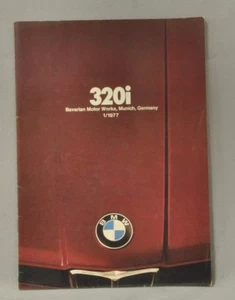 320i
Bavarian Motor Works, Munich, Germany
1/1977
BMW